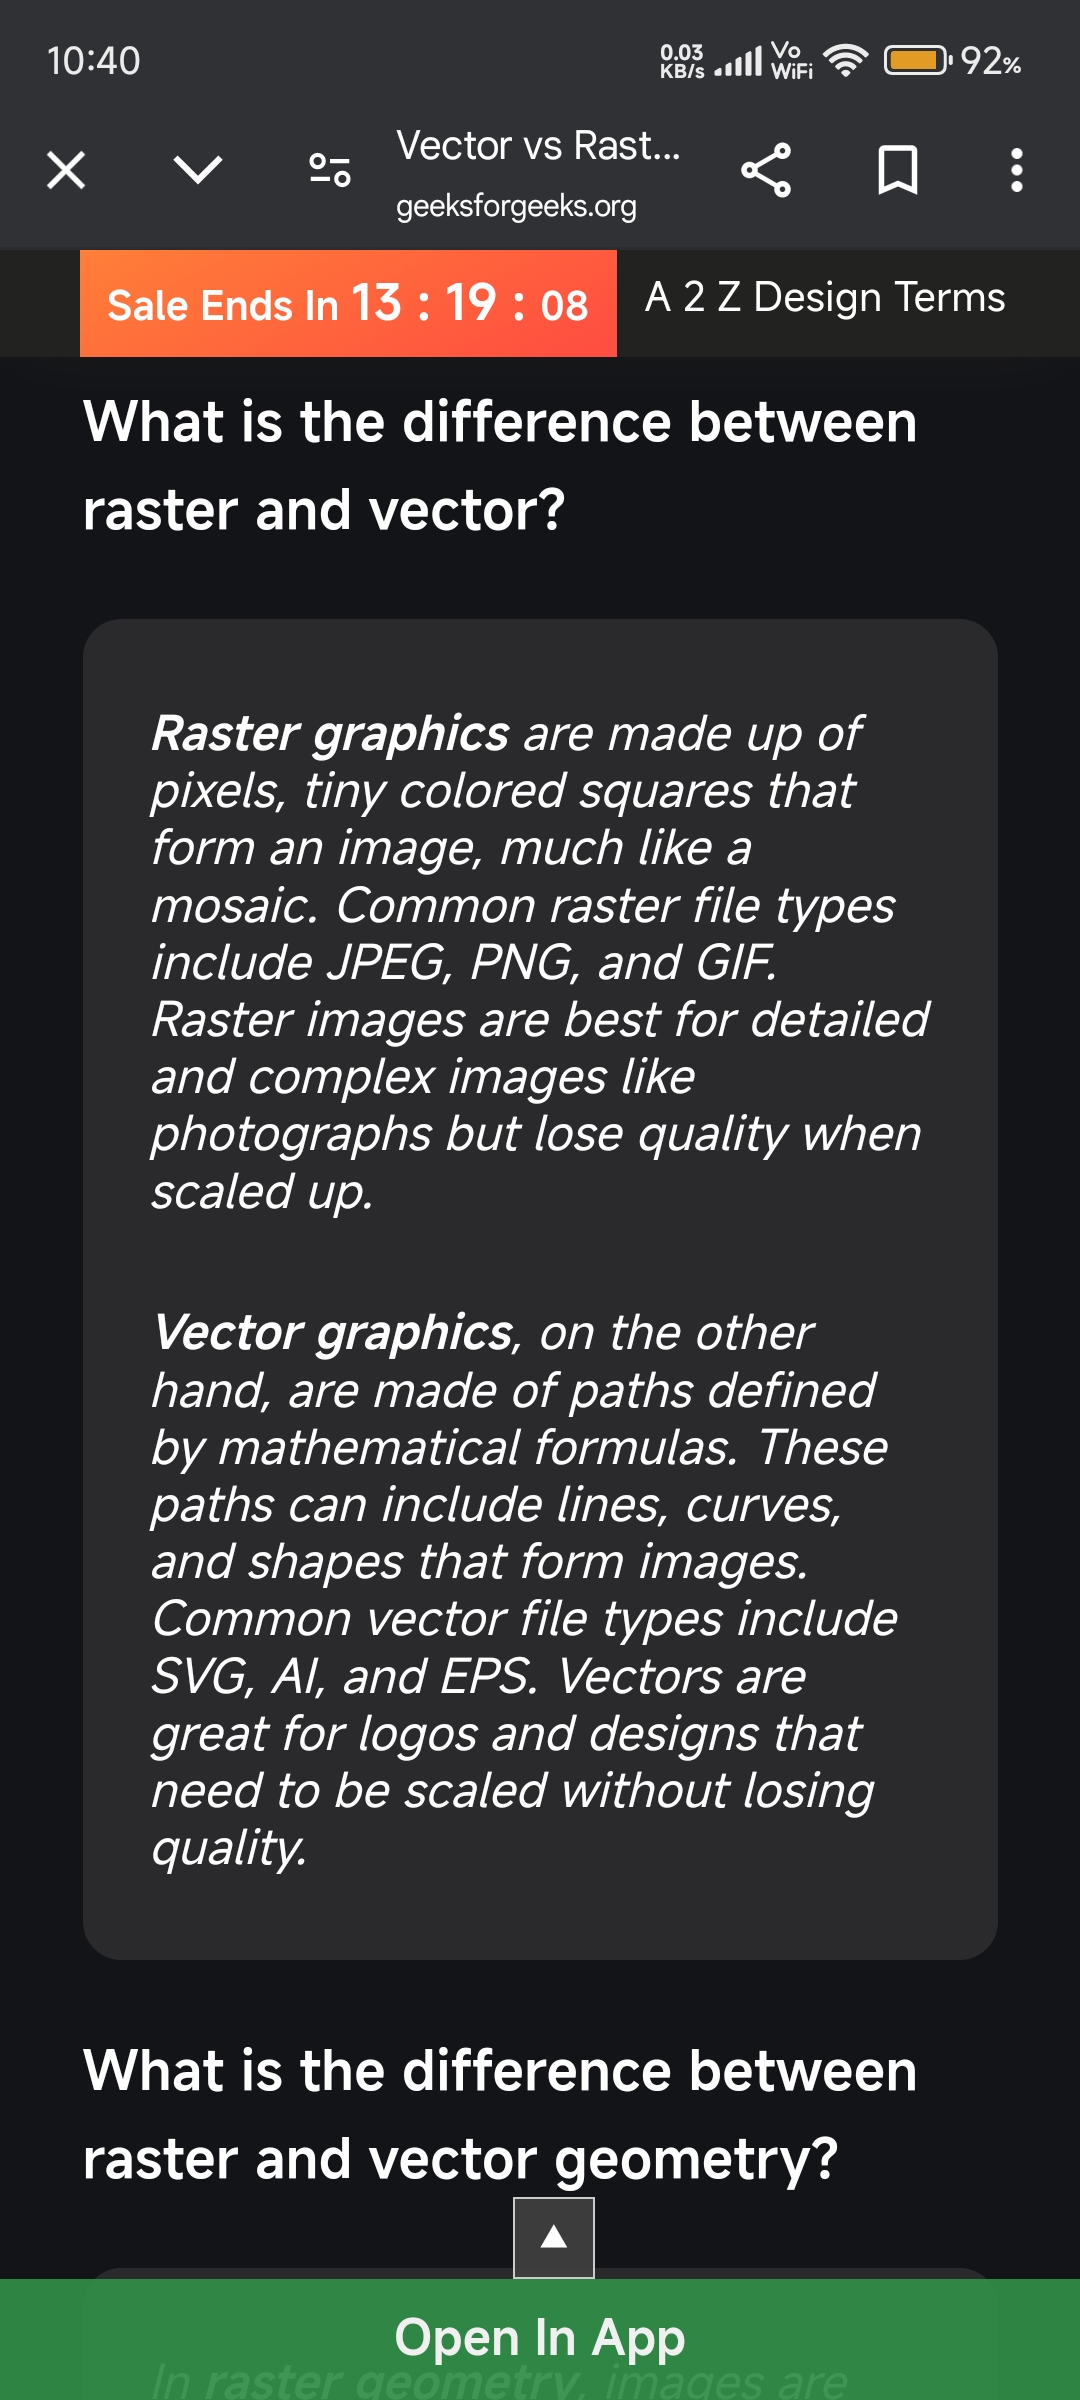 10:40
0.03
KB/s
Vo
WiFi
92%
Vector vs Rast...
geeksforgeeks.org
Sale Ends In 13 : 19 : 08
A 2 Z Design Terms
What is the difference between
raster and vector?
Raster graphics are made up of
pixels, tiny colored squares that
form an image, much like a
mosaic. Common raster file types
include JPEG, PNG, and GIF.
Raster images are best for detailed
and complex images like
photographs but lose quality when
scaled up.
Vector graphics, on the other
hand, are made of paths defined
by mathematical formulas. These
paths can include lines, curves,
and shapes that form images.
Common vector file types include
SVG, AI, and EPS. Vectors are
great for logos and designs that
need to be scaled without losing
quality.
What is the difference between
raster and vector geometry?
Open In App
In raster geometry, images are